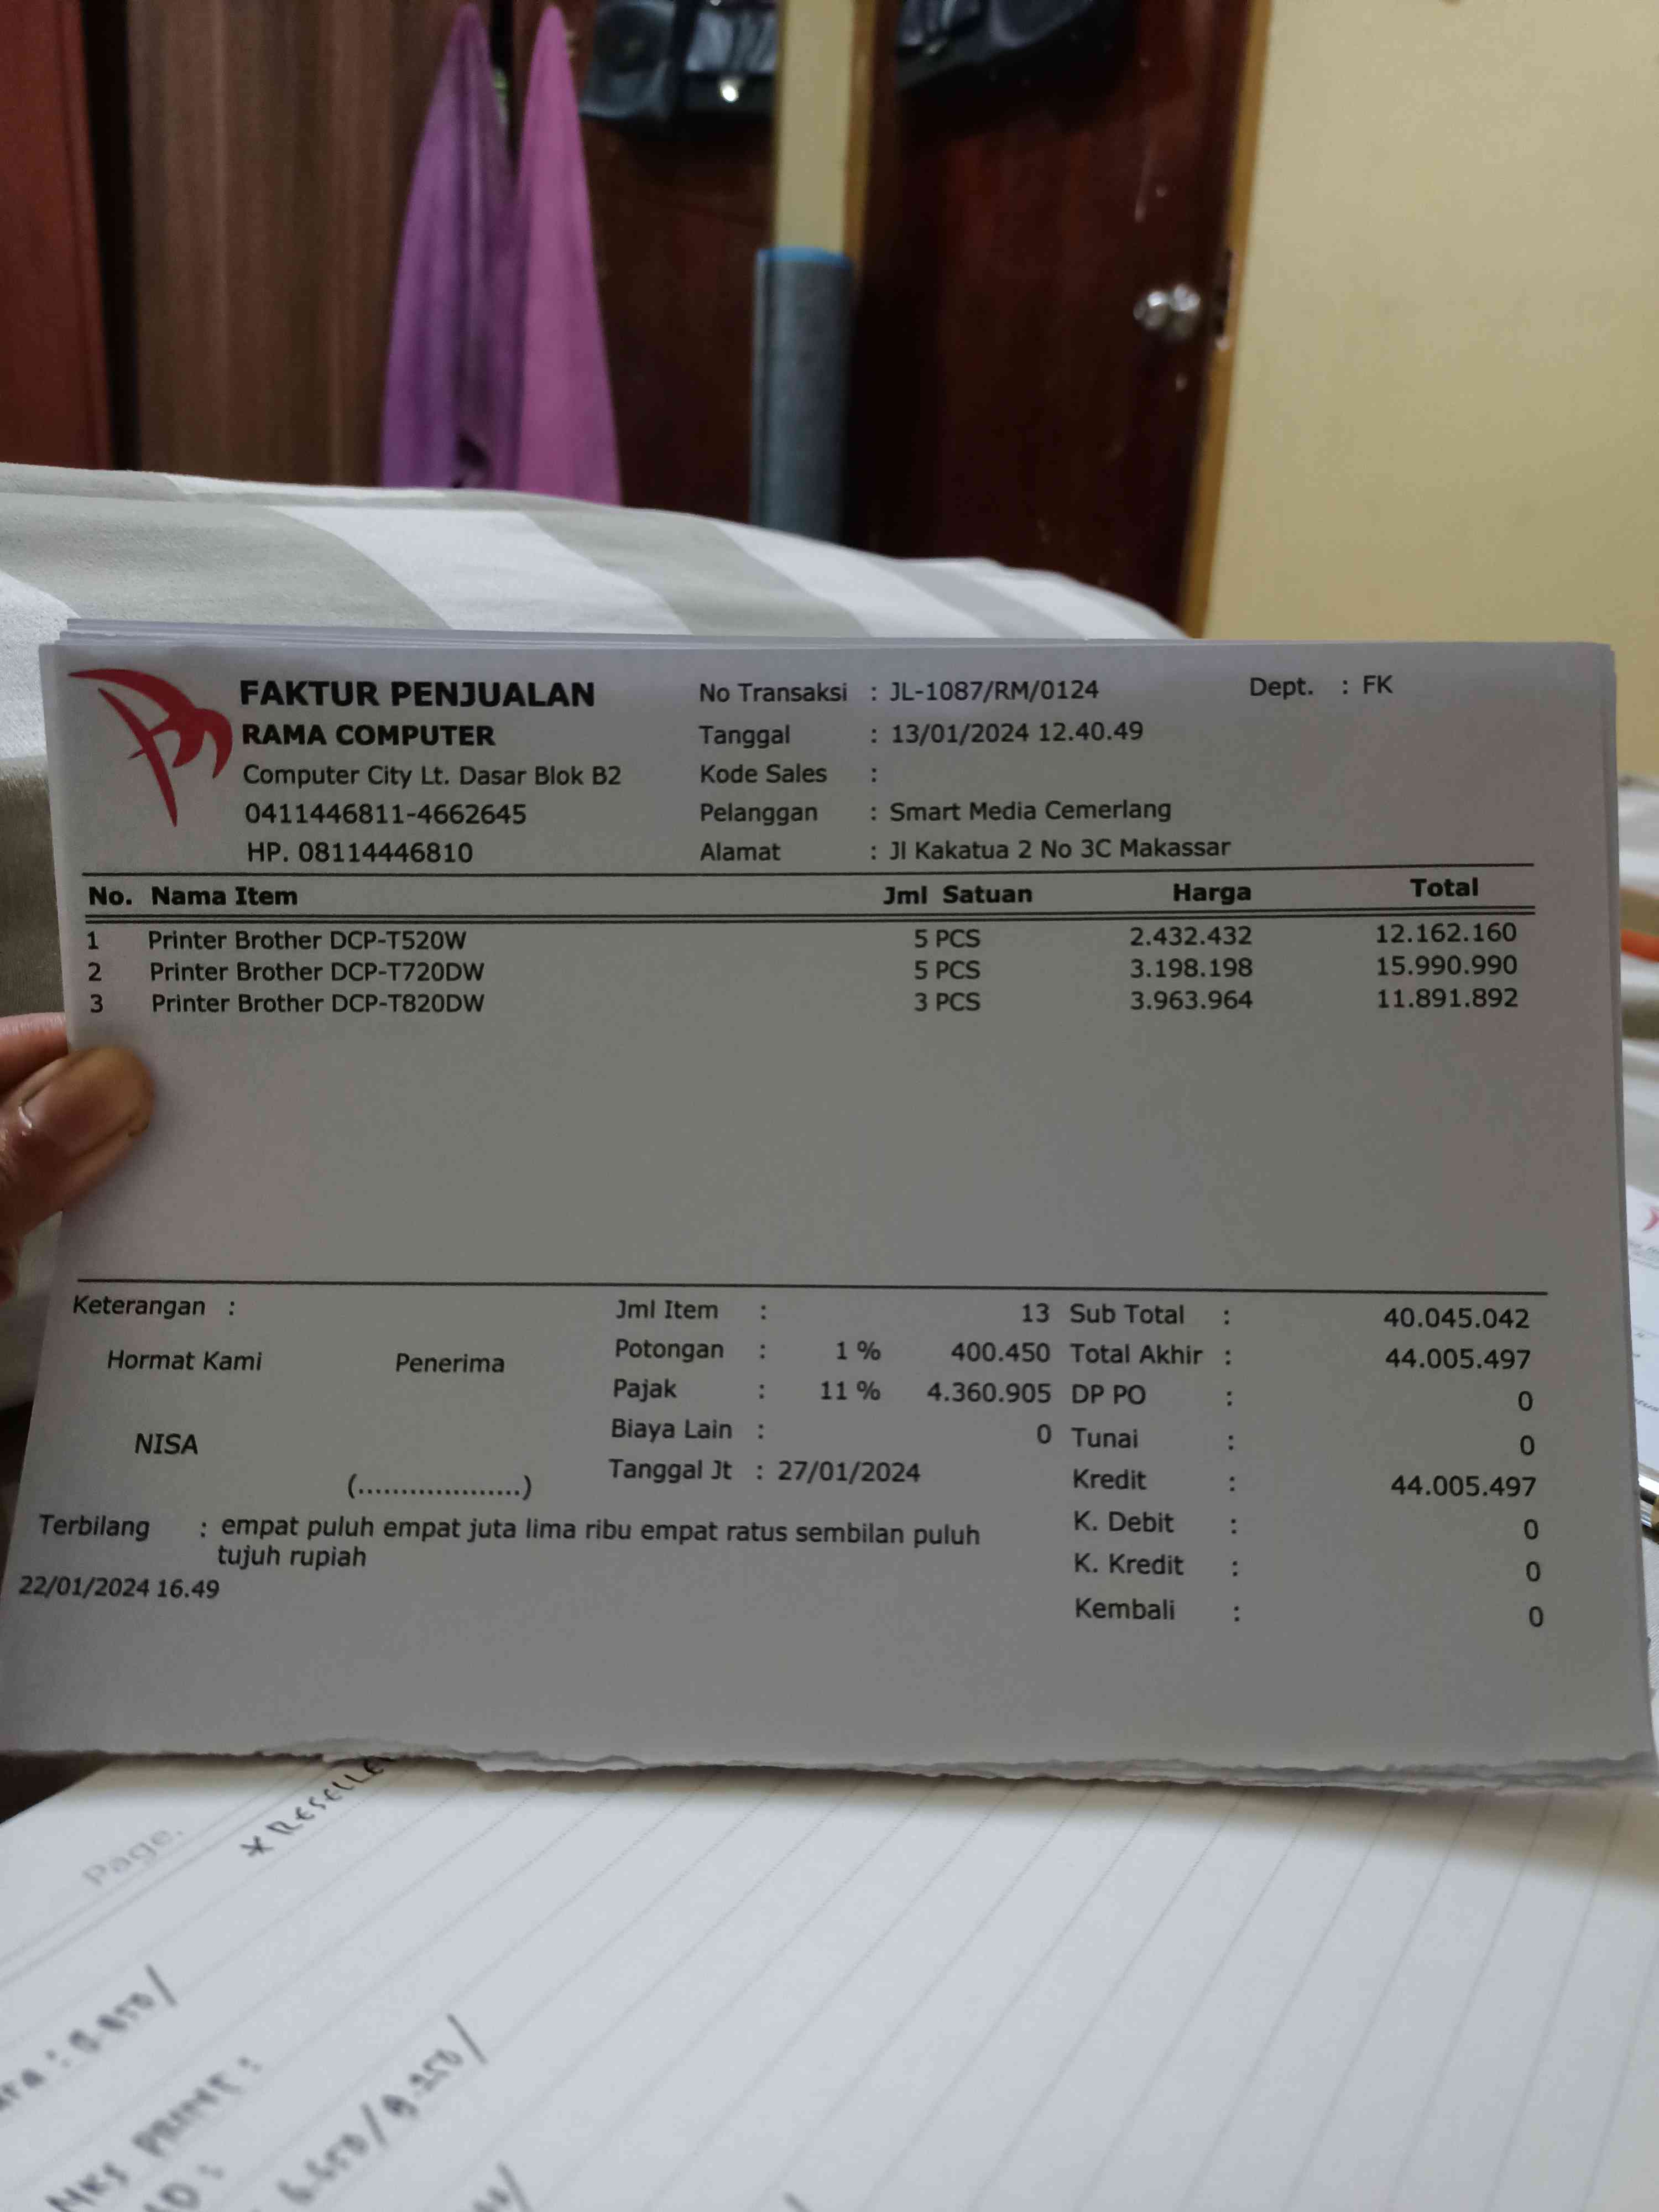 FAKTUR PENJUALAN
RAMA COMPUTER
Computer City Lt. Dasar Blok B2
0411446811-4662645
HP. 08114446810
No Transaksi : JL-1087/RM/0124
Tanggal : 13/01/2024 12.40.49
Kode Sales :
Pelanggan : Smart Media Cemerlang
Alamat : Jl Kakatua 2 No 3C Makassar
Dept. : FK
No. Nama Item Jml Satuan Harga Total
1 Printer Brother DCP-T520W 5 PCS 2.432.432 12.162.160
2 Printer Brother DCP-T720DW 5 PCS 3.198.198 15.990.990
3 Printer Brother DCP-T820DW 3 PCS 3.963.964 11.891.892
Keterangan :
Hormat Kami Penerima
NISA
(...................)
Jml Item : 13
Potongan : 1 % 400.450
Pajak : 11 % 4.360.905
Biaya Lain : 0
Tanggal Jt : 27/01/2024
Sub Total : 40.045.042
Total Akhir : 44.005.497
DP PO : 0
Tunai : 0
Kredit : 44.005.497
K. Debit : 0
K. Kredit : 0
Kembali : 0
Terbilang : empat puluh empat juta lima ribu empat ratus sembilan puluh
tujuh rupiah
22/01/2024 16.49
Page.
MKS PRINT :
6.650/9.250/